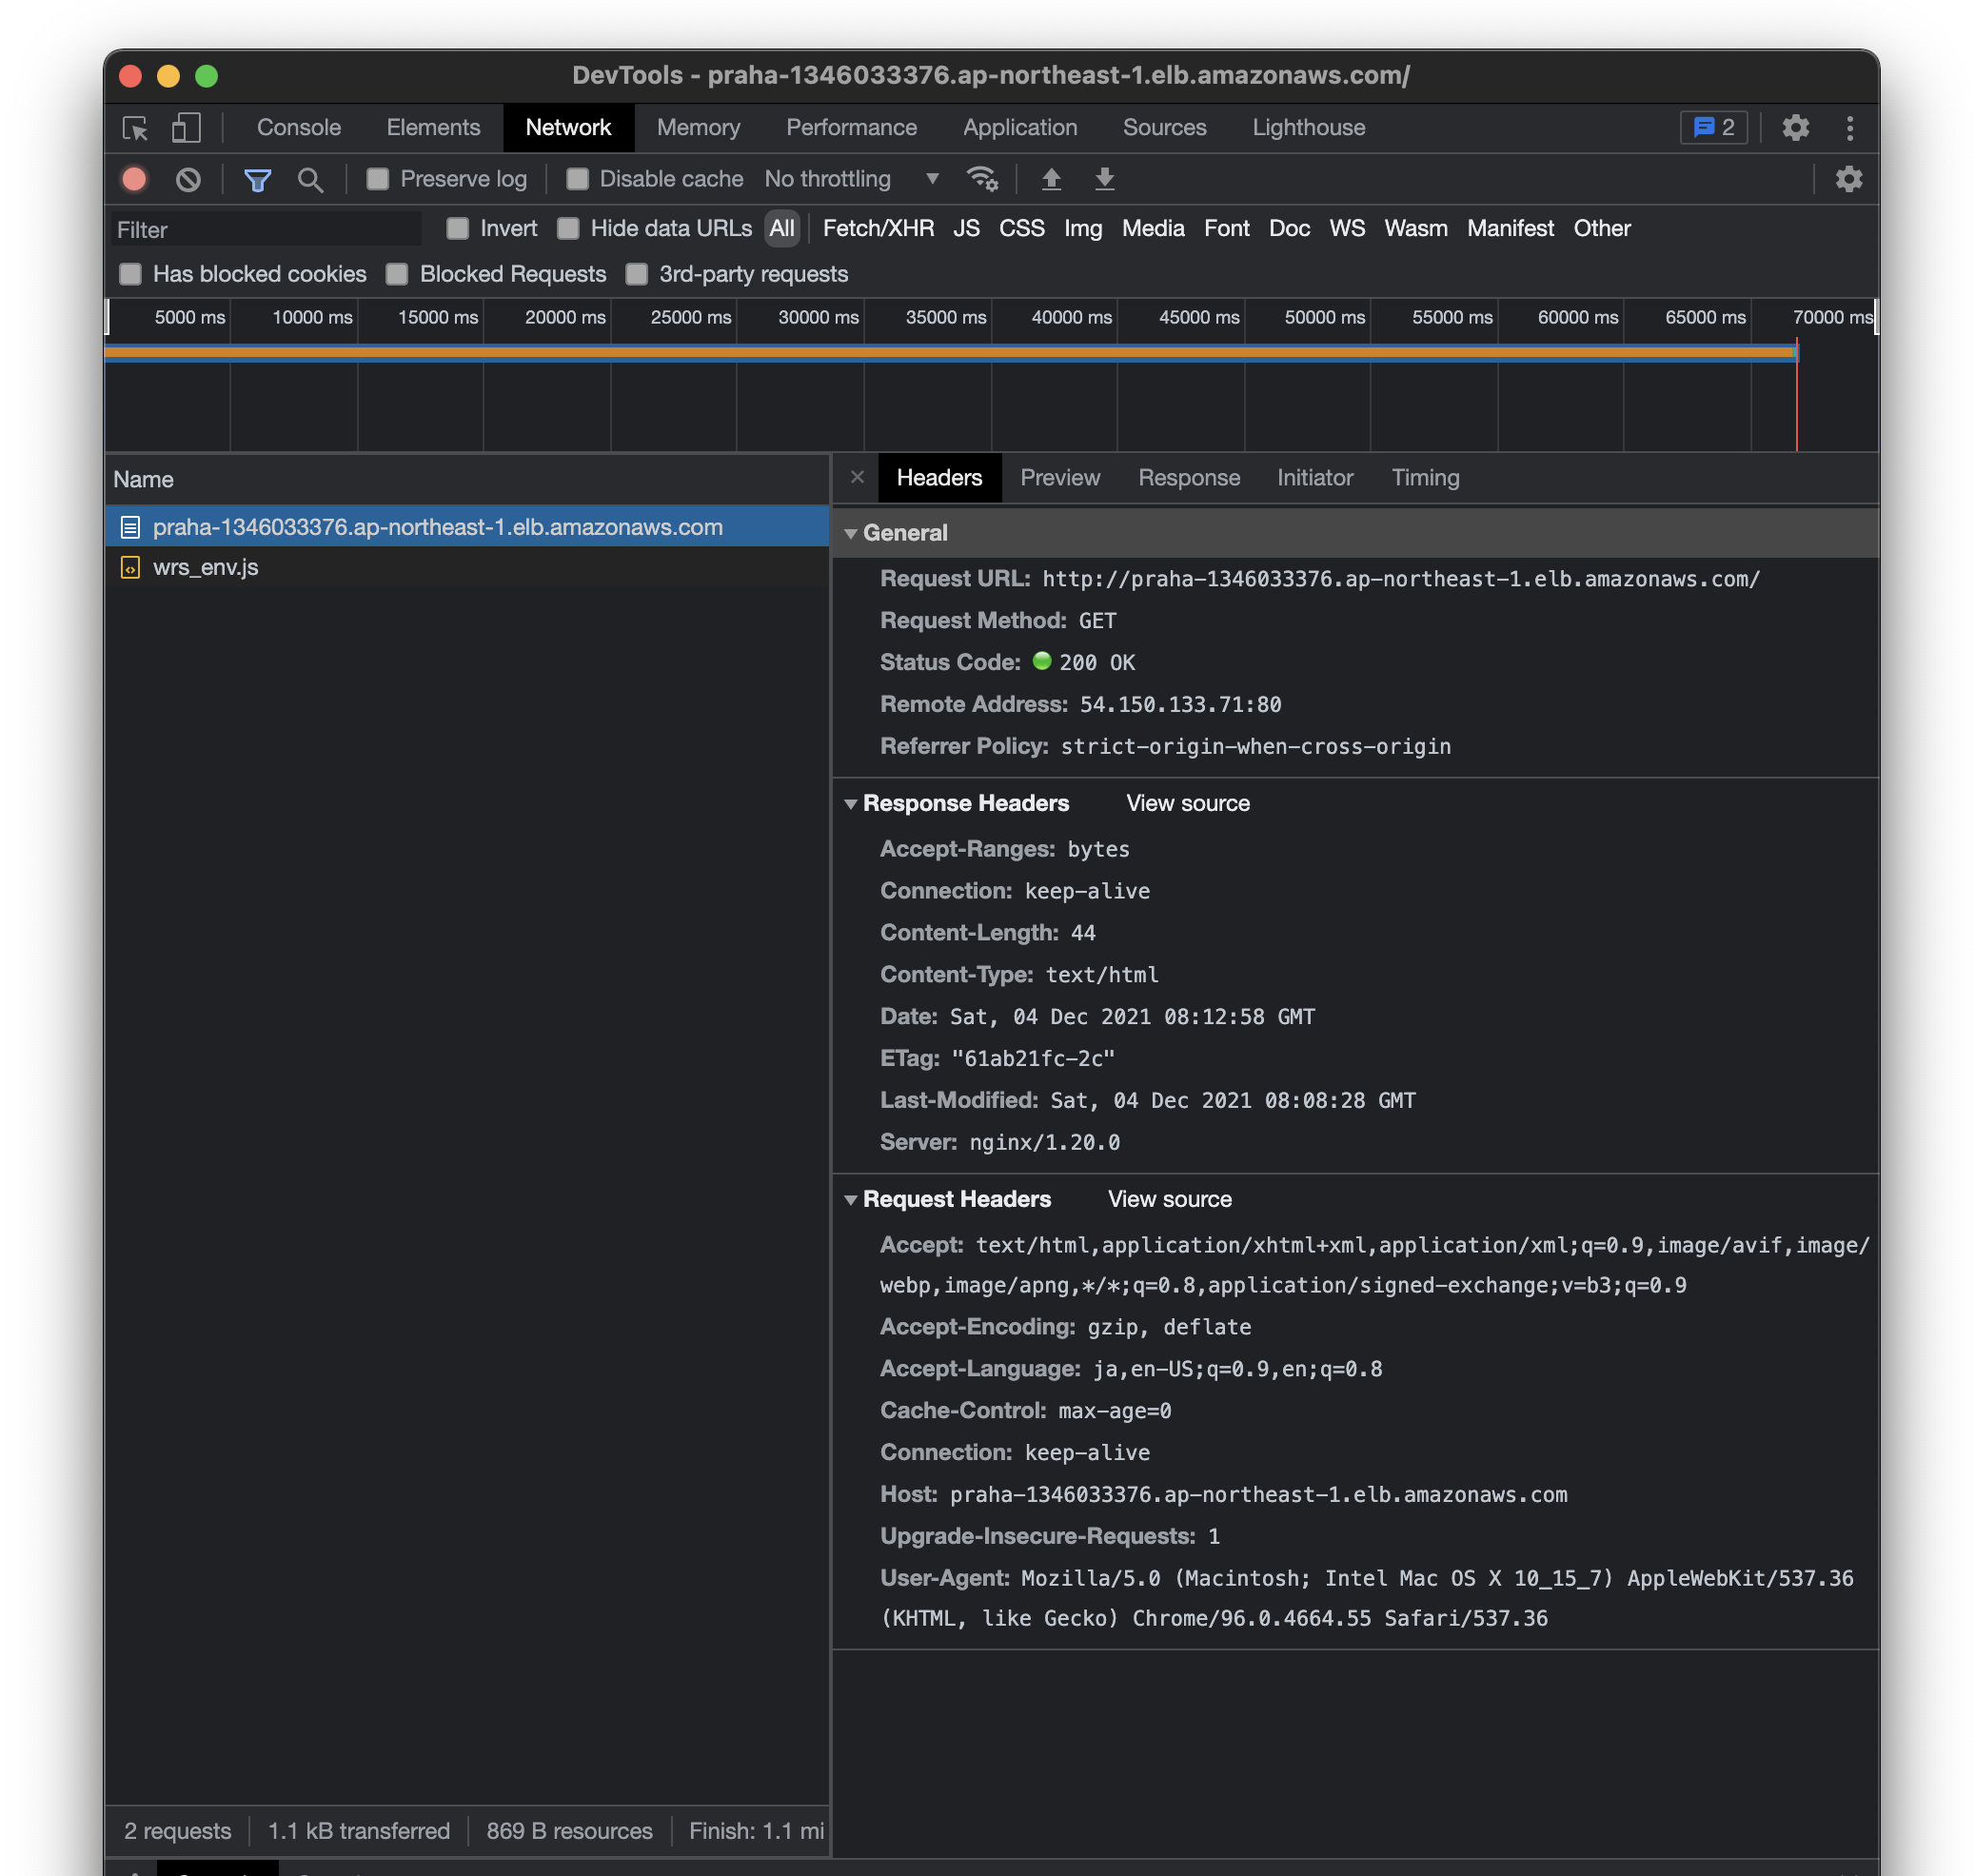 DevTools - praha-1346033376.ap-northeast-1.elb.amazonaws.com/
Console Elements Network Memory Performance Application Sources Lighthouse 2
Preserve log Disable cache No throttling
Filter Invert Hide data URLs All Fetch/XHR JS CSS Img Media Font Doc WS Wasm Manifest Other
Has blocked cookies Blocked Requests 3rd-party requests
5000 ms 10000 ms 15000 ms 20000 ms 25000 ms 30000 ms 35000 ms 40000 ms 45000 ms 50000 ms 55000 ms 60000 ms 65000 ms 70000 ms
Name
praha-1346033376.ap-northeast-1.elb.amazonaws.com
wrs_env.js
Headers Preview Response Initiator Timing
General
Request URL: http://praha-1346033376.ap-northeast-1.elb.amazonaws.com/
Request Method: GET
Status Code: 200 OK
Remote Address: 54.150.133.71:80
Referrer Policy: strict-origin-when-cross-origin
Response Headers View source
Accept-Ranges: bytes
Connection: keep-alive
Content-Length: 44
Content-Type: text/html
Date: Sat, 04 Dec 2021 08:12:58 GMT
ETag: "61ab21fc-2c"
Last-Modified: Sat, 04 Dec 2021 08:08:28 GMT
Server: nginx/1.20.0
Request Headers View source
Accept: text/html,application/xhtml+xml,application/xml;q=0.9,image/avif,image/
webp,image/apng,*/*;q=0.8,application/signed-exchange;v=b3;q=0.9
Accept-Encoding: gzip, deflate
Accept-Language: ja,en-US;q=0.9,en;q=0.8
Cache-Control: max-age=0
Connection: keep-alive
Host: praha-1346033376.ap-northeast-1.elb.amazonaws.com
Upgrade-Insecure-Requests: 1
User-Agent: Mozilla/5.0 (Macintosh; Intel Mac OS X 10_15_7) AppleWebKit/537.36
(KHTML, like Gecko) Chrome/96.0.4664.55 Safari/537.36
2 requests 1.1 kB transferred 869 B resources Finish: 1.1 mi